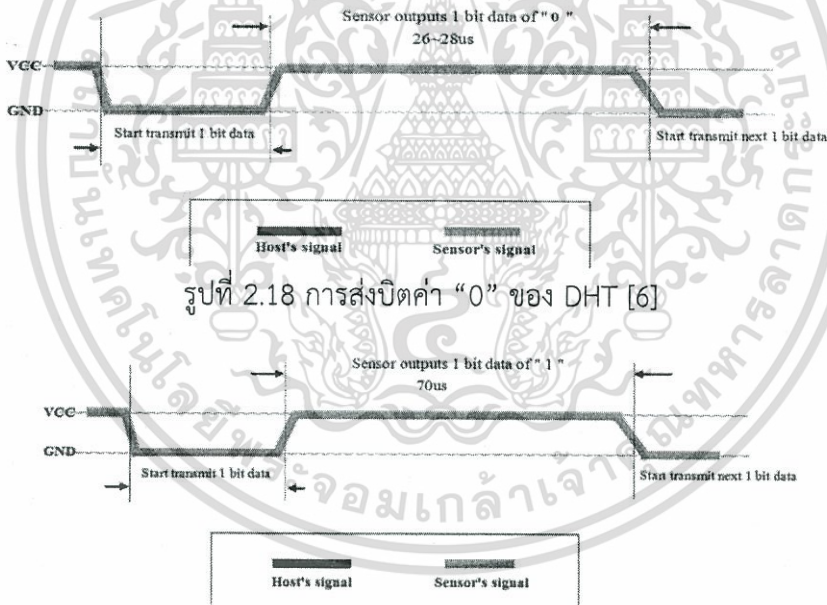 Sensor outputs 1 bit data of " 0 "
26~28us
VCC
GND
Start transmit 1 bit data
Start transmit next 1 bit data
Host's signal
Sensor's signal
รูปที่ 2.18 การส่งบิตค่า “0” ของ DHT [6]
Sensor outputs 1 bit data of " 1 "
70us
VCC
GND
Start transmit 1 bit data
Start transmit next 1 bit data
Host's signal
Sensor's signal